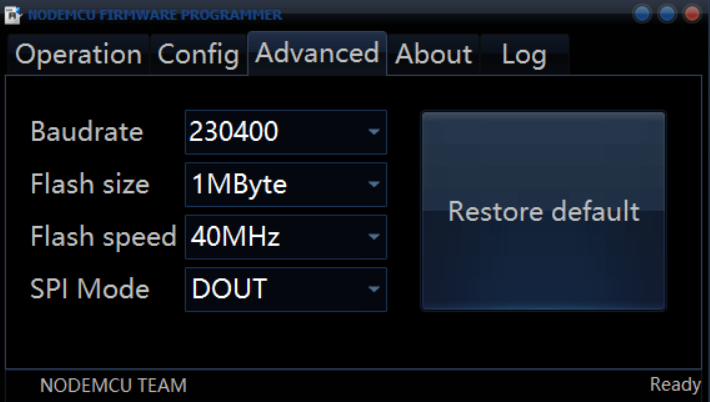 NODEMCU FIRMWARE PROGRAMMER
Operation Config Advanced About Log
Baudrate 230400
Flash size 1MByte
Flash speed 40MHz
SPI Mode DOUT
Restore default
NODEMCU TEAM Ready